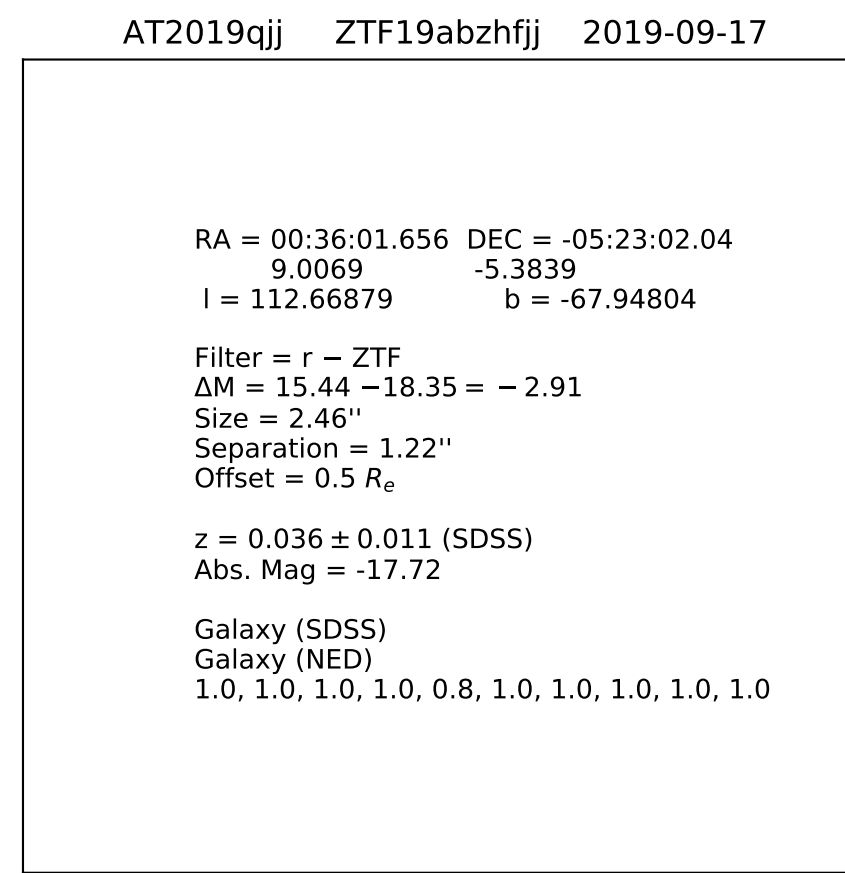 AT2019qjj ZTF19abzhfjj 2019-09-17
RA = 00:36:01.656 DEC = -05:23:02.04
9.0069 -5.3839
l = 112.66879 b = -67.94804
Filter = r − ZTF
ΔM = 15.44 −18.35 = − 2.91
Size = 2.46''
Separation = 1.22''
Offset = 0.5 Rₑ
z = 0.036 ± 0.011 (SDSS)
Abs. Mag = -17.72
Galaxy (SDSS)
Galaxy (NED)
1.0, 1.0, 1.0, 1.0, 0.8, 1.0, 1.0, 1.0, 1.0, 1.0